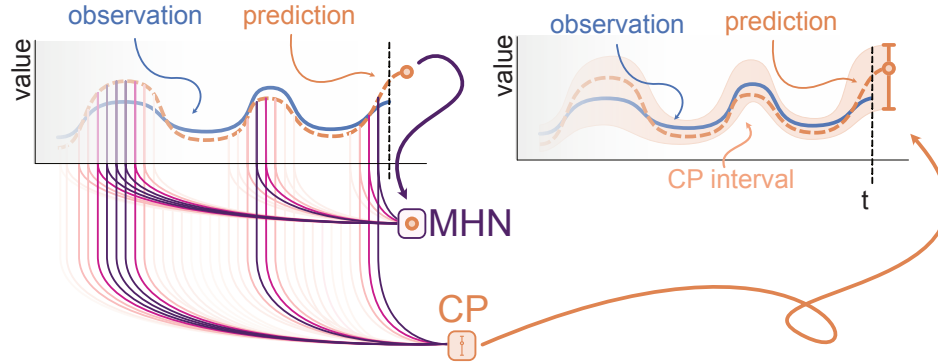 observation
prediction
value
MHN
CP
observation
prediction
value
CP interval
t